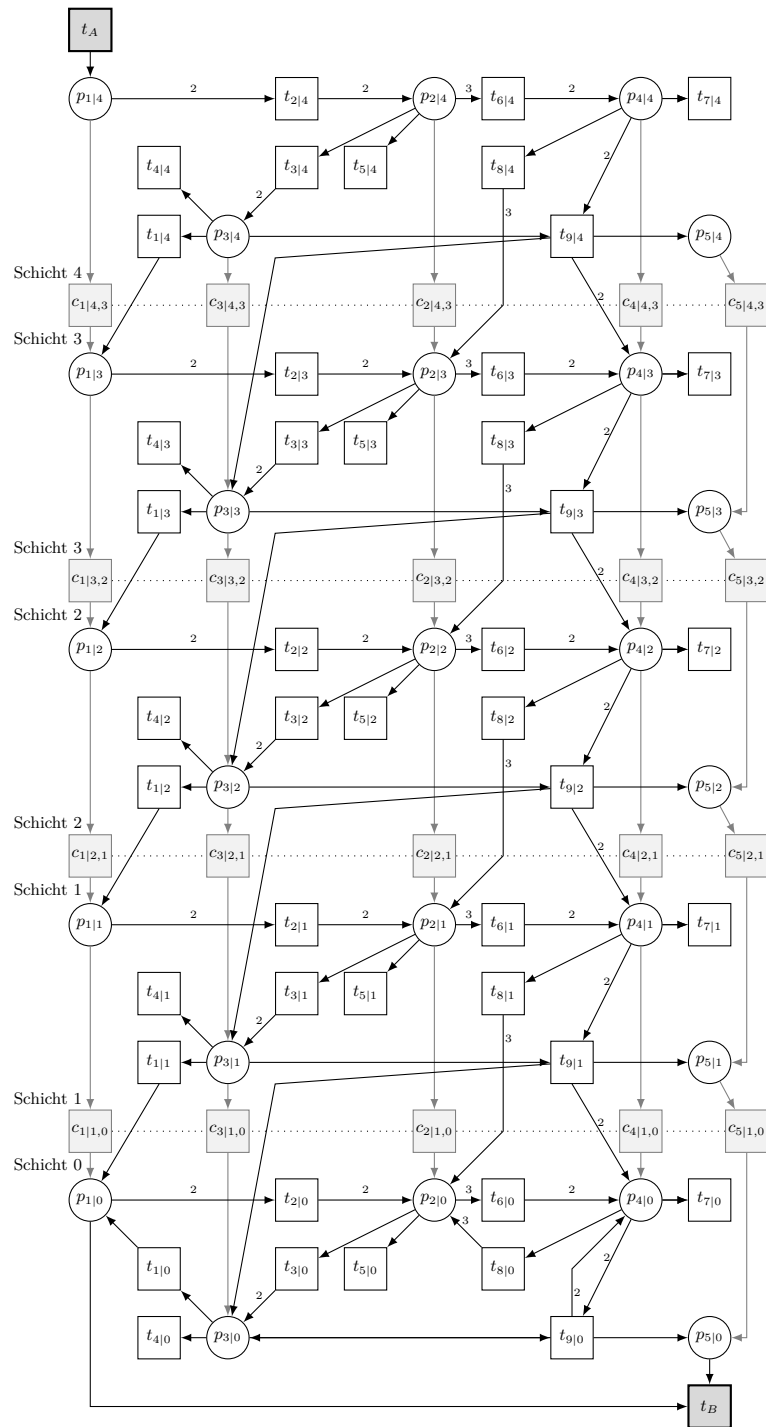 t_A
p_{1|4} 2 t_{2|4} 2 p_{2|4} 3 t_{6|4} 2 p_{4|4} t_{7|4}
t_{4|4} t_{3|4} t_{5|4} t_{8|4} 2
2 3
t_{1|4} p_{3|4} t_{9|4} p_{5|4}
Schicht 4
c_{1|4,3} c_{3|4,3} c_{2|4,3} 2 c_{4|4,3} c_{5|4,3}
Schicht 3
p_{1|3} 2 t_{2|3} 2 p_{2|3} 3 t_{6|3} 2 p_{4|3} t_{7|3}
t_{4|3} t_{3|3} t_{5|3} t_{8|3} 2
2 3
t_{1|3} p_{3|3} t_{9|3} p_{5|3}
Schicht 3
c_{1|3,2} c_{3|3,2} c_{2|3,2} 2 c_{4|3,2} c_{5|3,2}
Schicht 2
p_{1|2} 2 t_{2|2} 2 p_{2|2} 3 t_{6|2} 2 p_{4|2} t_{7|2}
t_{4|2} t_{3|2} t_{5|2} t_{8|2} 2
2 3
t_{1|2} p_{3|2} t_{9|2} p_{5|2}
Schicht 2
c_{1|2,1} c_{3|2,1} c_{2|2,1} 2 c_{4|2,1} c_{5|2,1}
Schicht 1
p_{1|1} 2 t_{2|1} 2 p_{2|1} 3 t_{6|1} 2 p_{4|1} t_{7|1}
t_{4|1} t_{3|1} t_{5|1} t_{8|1} 2
2 3
t_{1|1} p_{3|1} t_{9|1} p_{5|1}
Schicht 1
c_{1|1,0} c_{3|1,0} c_{2|1,0} 2 c_{4|1,0} c_{5|1,0}
Schicht 0
p_{1|0} 2 t_{2|0} 2 p_{2|0} 3 t_{6|0} 2 p_{4|0} t_{7|0}
3
t_{1|0} t_{3|0} t_{5|0} t_{8|0} 2
2 2
t_{4|0} p_{3|0} t_{9|0} p_{5|0}
t_B